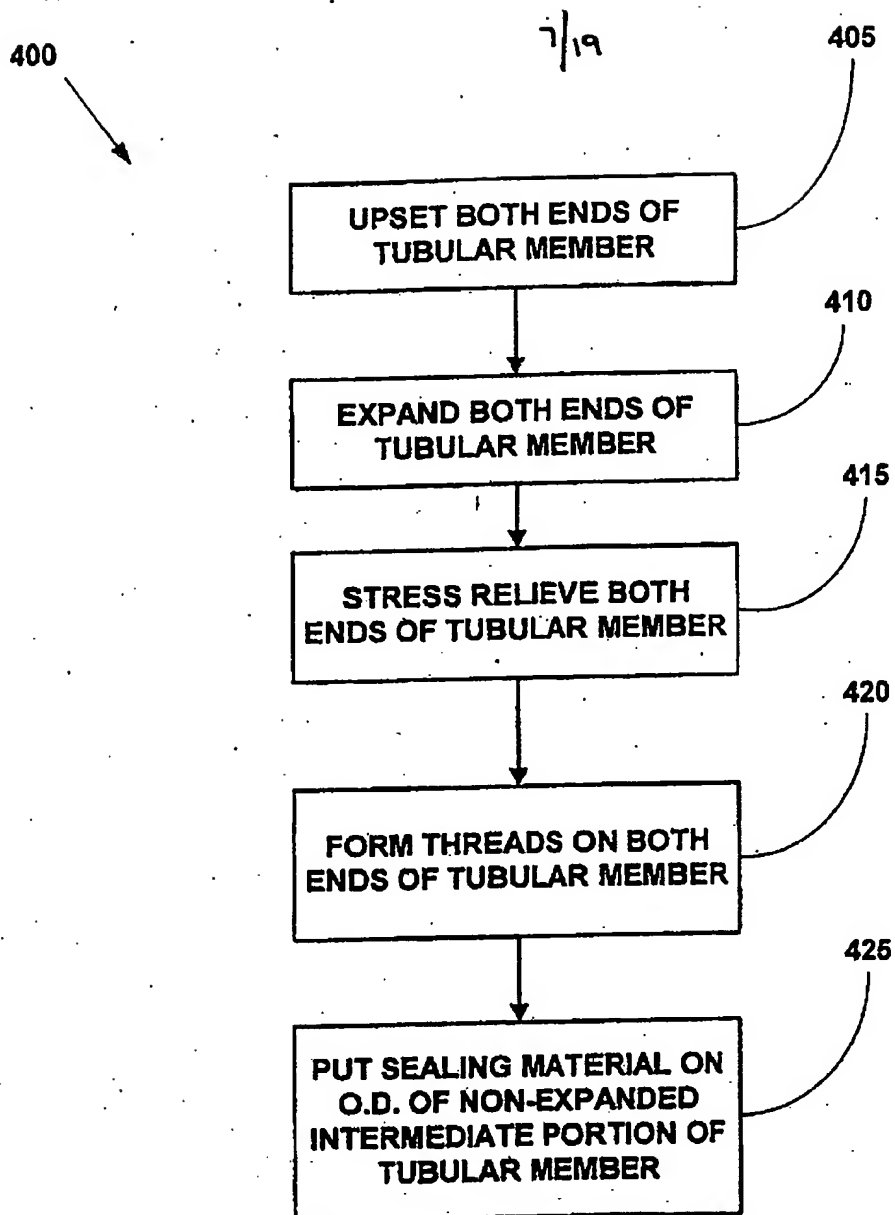 7/19
400
405
UPSET BOTH ENDS OF
TUBULAR MEMBER
410
EXPAND BOTH ENDS OF
TUBULAR MEMBER
415
STRESS RELIEVE BOTH
ENDS OF TUBULAR MEMBER
420
FORM THREADS ON BOTH
ENDS OF TUBULAR MEMBER
425
PUT SEALING MATERIAL ON
O.D. OF NON-EXPANDED
INTERMEDIATE PORTION OF
TUBULAR MEMBER